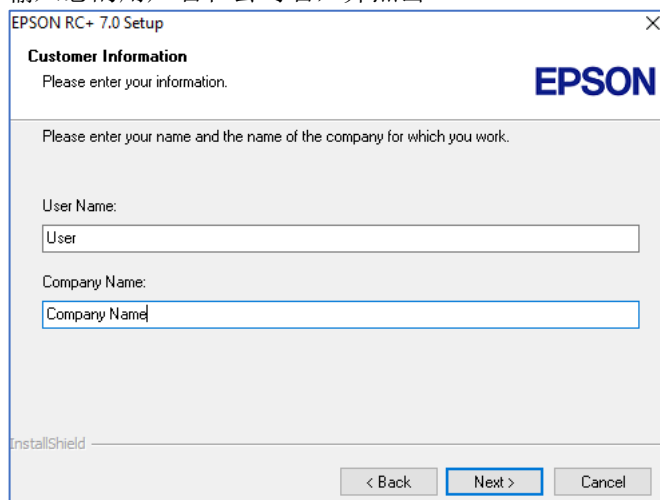 EPSON RC+ 7.0 Setup
Customer Information
Please enter your information.
EPSON
Please enter your name and the name of the company for which you work.
User Name:
User
Company Name:
Company Name
InstallShield
< Back Next > Cancel